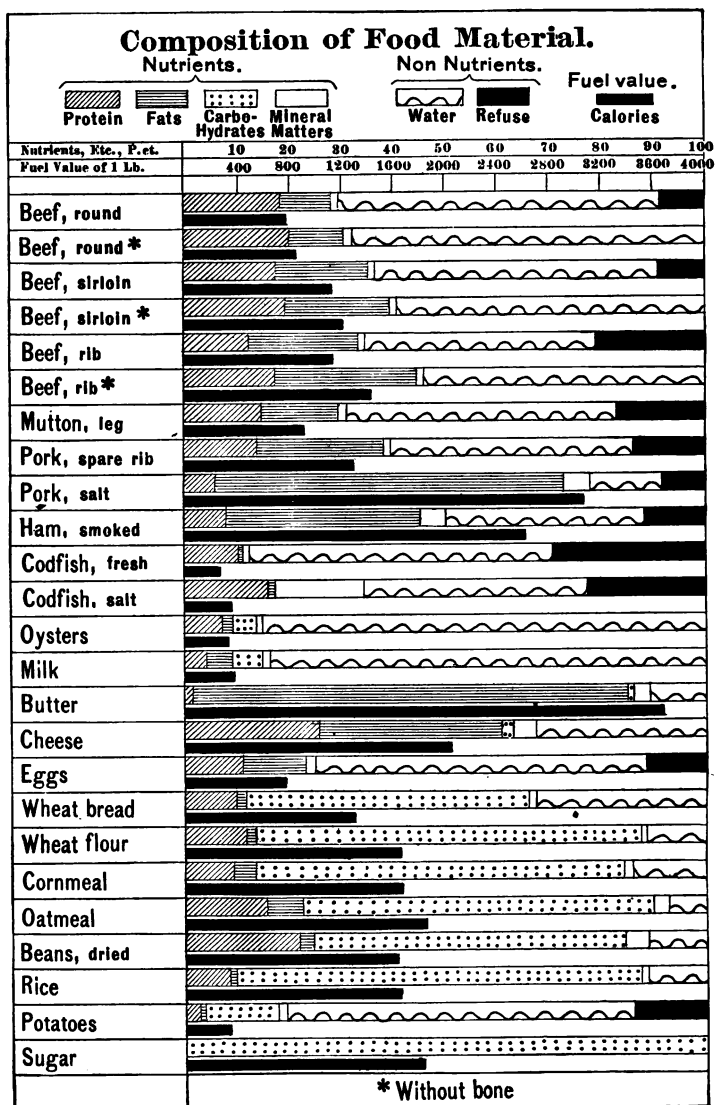 Composition of Food Material.
Nutrients. Non Nutrients.
Fuel value.
Protein Fats Carbo-Hydrates Mineral Matters Water Refuse Calories
Nutrients, Etc., P.ct. 10 20 30 40 50 60 70 80 90 100
Fuel Value of 1 Lb. 400 800 1200 1600 2000 2400 2800 3200 3600 4000
Beef, round
Beef, round *
Beef, sirloin
Beef, sirloin *
Beef, rib
Beef, rib *
Mutton, leg
Pork, spare rib
Pork, salt
Ham, smoked
Codfish, fresh
Codfish, salt
Oysters
Milk
Butter
Cheese
Eggs
Wheat bread
Wheat flour
Cornmeal
Oatmeal
Beans, dried
Rice
Potatoes
Sugar
* Without bone